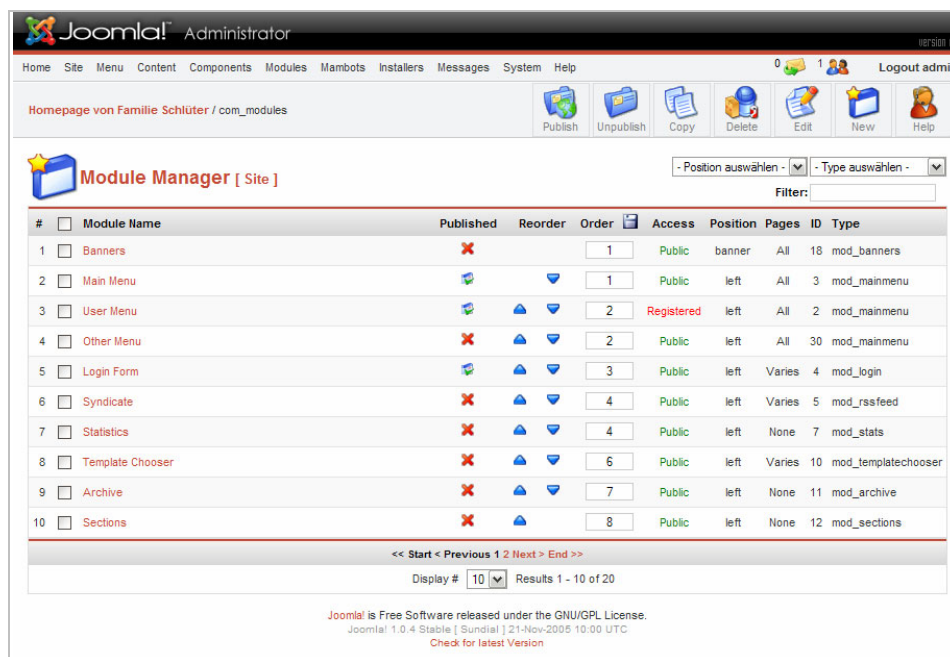 Joomla!™ Administrator
version
Home Site Menu Content Components Modules Mambots Installers Messages System Help 0 1 Logout admi
Homepage von Familie Schlüter / com_modules
Publish Unpublish Copy Delete Edit New Help
Module Manager [ Site ]
- Position auswählen - - Type auswählen -
Filter:
# Module Name Published Reorder Order Access Position Pages ID Type
1 Banners 1 Public banner All 18 mod_banners
2 Main Menu 1 Public left All 3 mod_mainmenu
3 User Menu 2 Registered left All 2 mod_mainmenu
4 Other Menu 2 Public left All 30 mod_mainmenu
5 Login Form 3 Public left Varies 4 mod_login
6 Syndicate 4 Public left Varies 5 mod_rssfeed
7 Statistics 4 Public left None 7 mod_stats
8 Template Chooser 6 Public left Varies 10 mod_templatechooser
9 Archive 7 Public left None 11 mod_archive
10 Sections 8 Public left None 12 mod_sections
<< Start < Previous 1 2 Next > End >>
Display # 10 Results 1 - 10 of 20
Joomla! is Free Software released under the GNU/GPL License.
Joomla! 1.0.4 Stable [ Sundial ] 21-Nov-2005 10:00 UTC
Check for latest Version